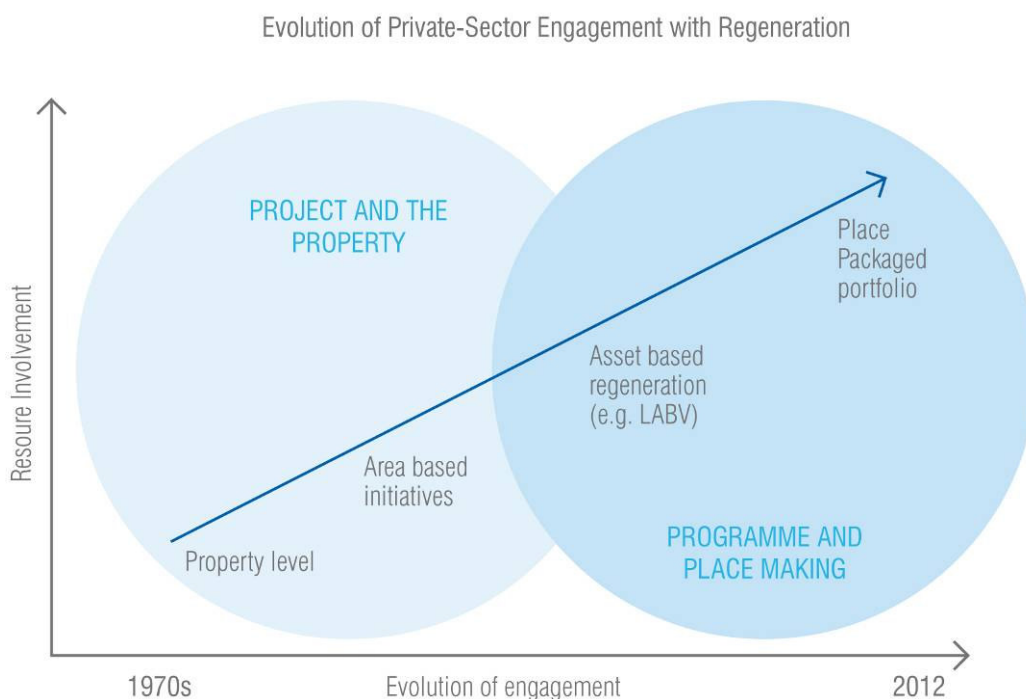 Evolution of Private-Sector Engagement with Regeneration
PROJECT AND THE
PROPERTY
Place
Packaged
portfolio
Asset based
regeneration
(e.g. LABV)
Resoure Involvement
Area based
initiatives
PROGRAMME AND
PLACE MAKING
Property level
1970s
Evolution of engagement
2012